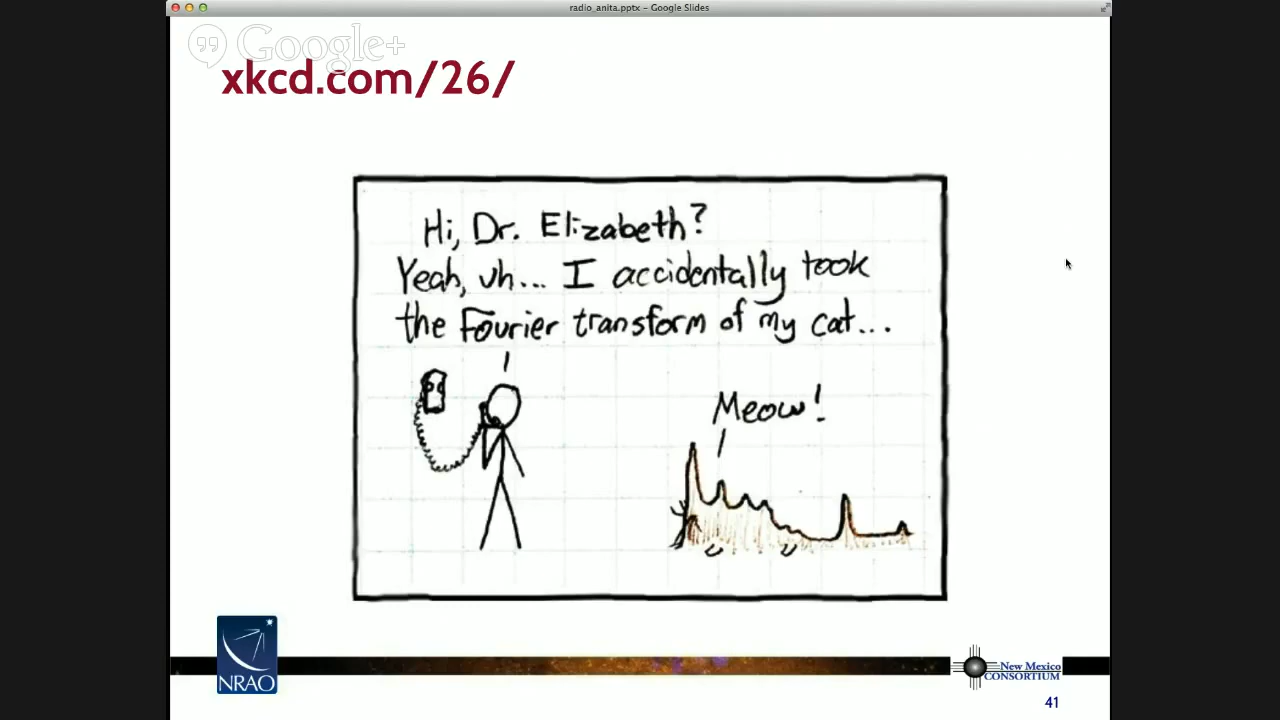 radio_anita.pptx - Google Slides
Google+
xkcd.com/26/
Hi, Dr. Elizabeth?
Yeah, uh... I accidentally took
the Fourier transform of my cat...
Meow!
NRAO
New Mexico
CONSORTIUM
41